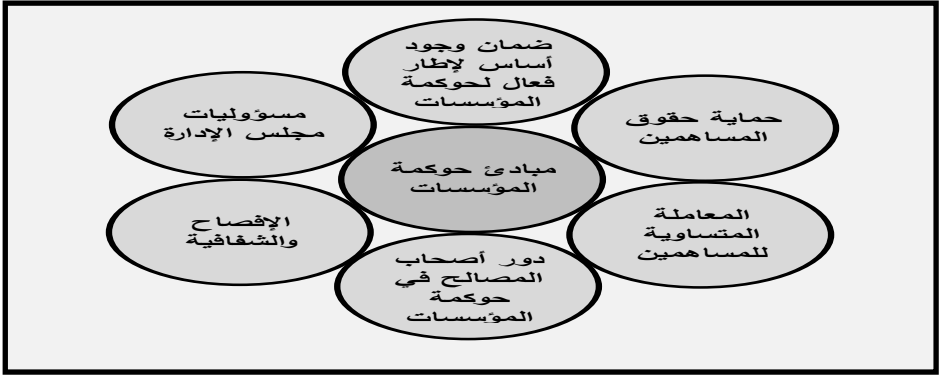 ضمان وجود
أساس لإطار
فعال لحوكمة
المؤسسات
حماية حقوق
المساهمين
المعاملة
المتساوية
للمساهمين
دور أصحاب
المصالح في
حوكمة
المؤسسات
الإفصاح
والشفافية
مسؤوليات
مجلس الإدارة
مبادئ حوكمة
المؤسسات